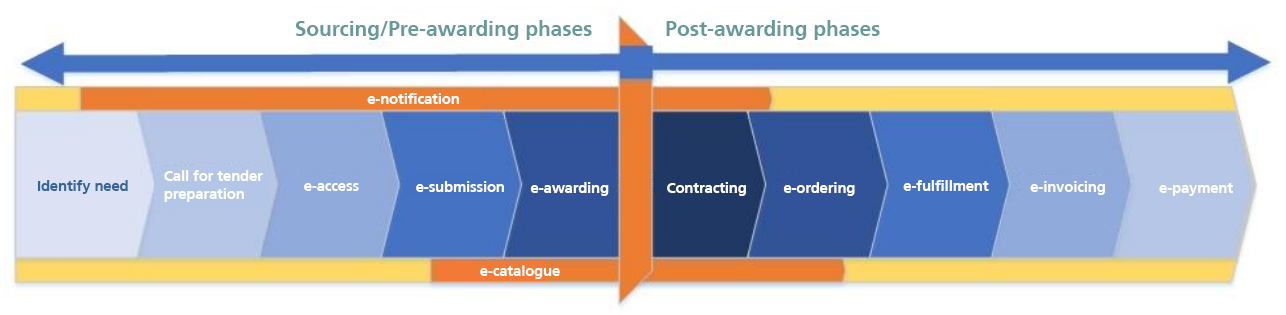 Sourcing/Pre-awarding phases
Post-awarding phases
e-notification
Identify need
Call for tender
preparation
e-access
e-submission
e-awarding
Contracting
e-ordering
e-fulfillment
e-invoicing
e-payment
e-catalogue